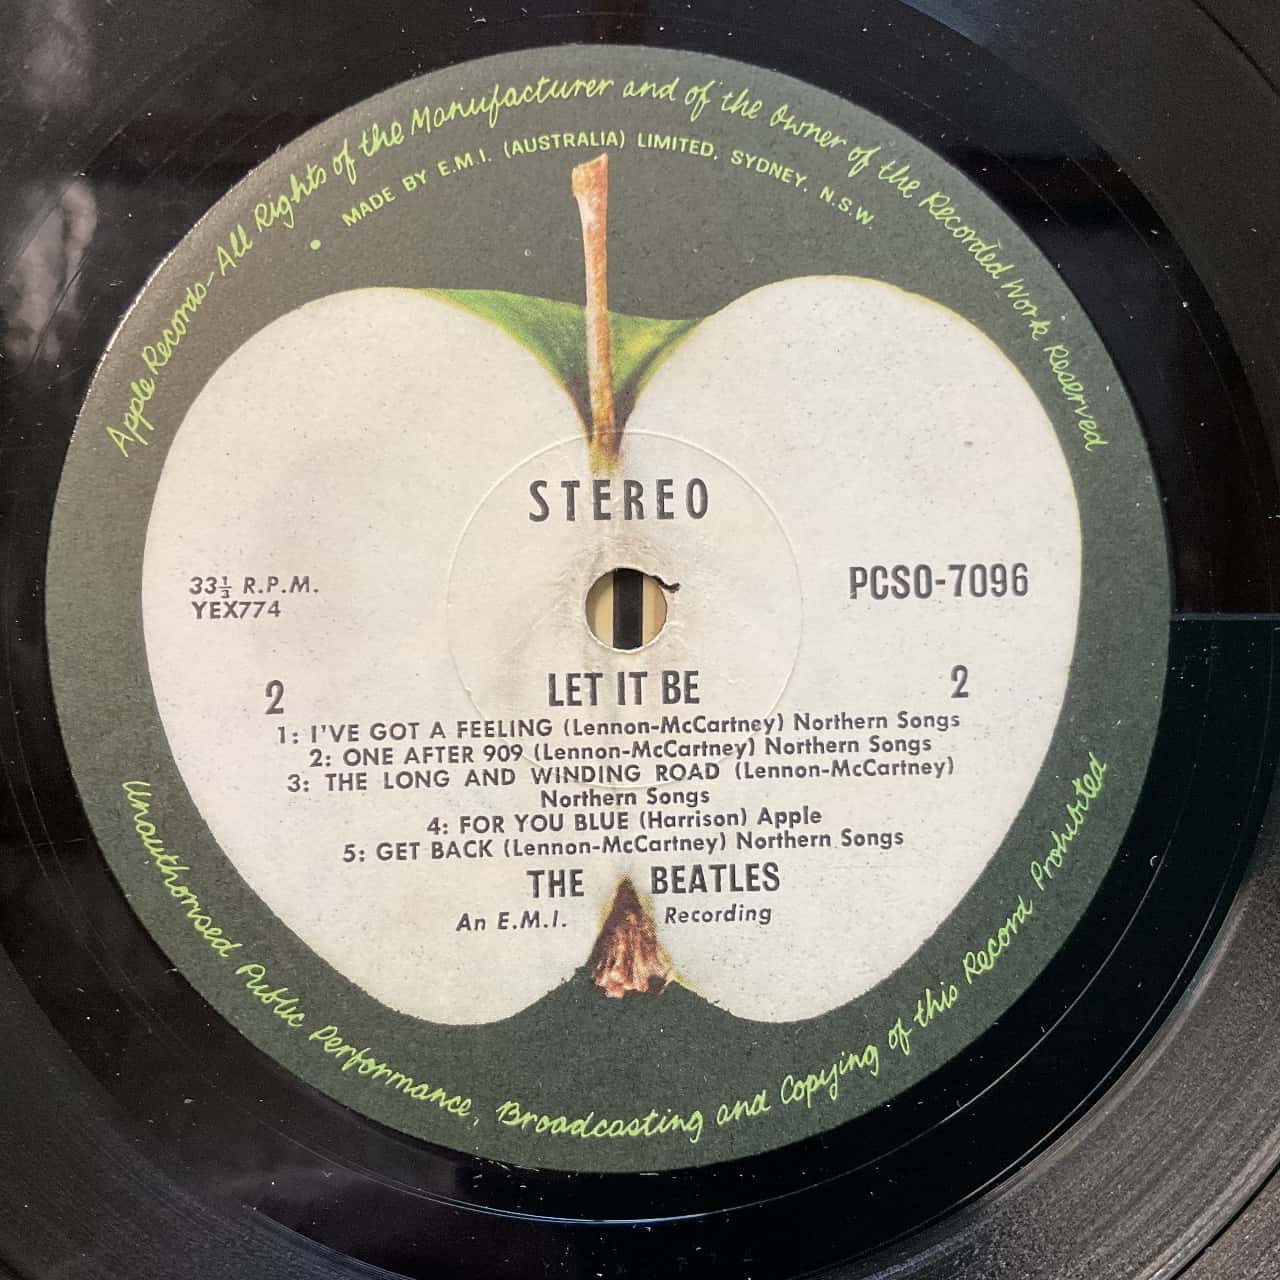 Apple Records-All Rights of the Manufacturer and of the Owner of the Recorded Work Reserved
• MADE BY E.M.I. (AUSTRALIA) LIMITED, SYDNEY, N.S.W.
STEREO
33⅓ R.P.M.
YEX774
PCSO-7096
2
LET IT BE
2
1: I'VE GOT A FEELING (Lennon-McCartney) Northern Songs
2: ONE AFTER 909 (Lennon-McCartney) Northern Songs
3: THE LONG AND WINDING ROAD (Lennon-McCartney)
Northern Songs
4: FOR YOU BLUE (Harrison) Apple
5: GET BACK (Lennon-McCartney) Northern Songs
THE BEATLES
An E.M.I. Recording
Unauthorised Public Performance, Broadcasting and Copying of this Record Prohibited